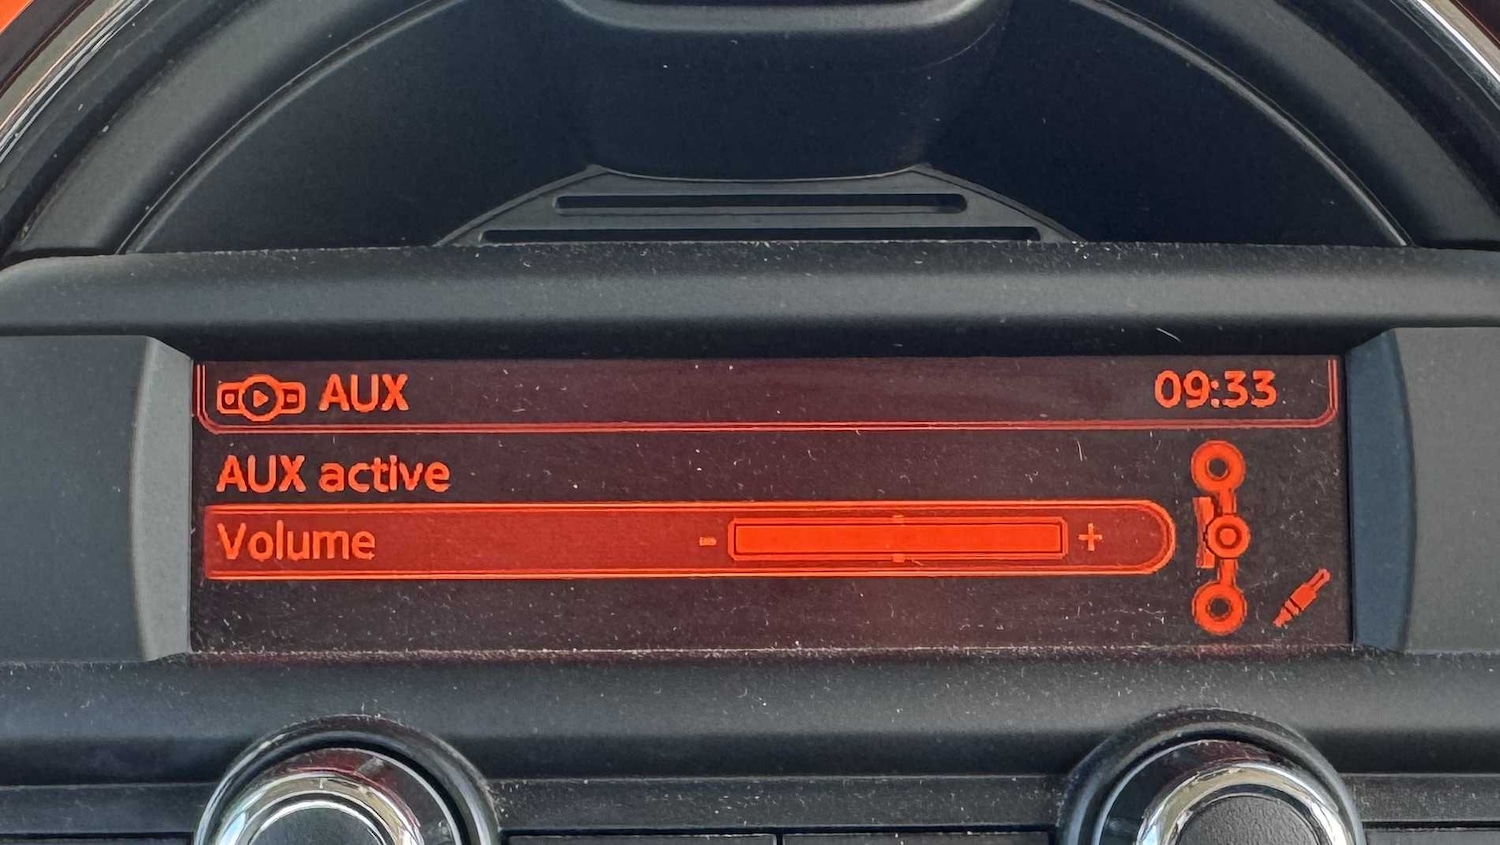 AUX 09:33
AUX active
Volume - +